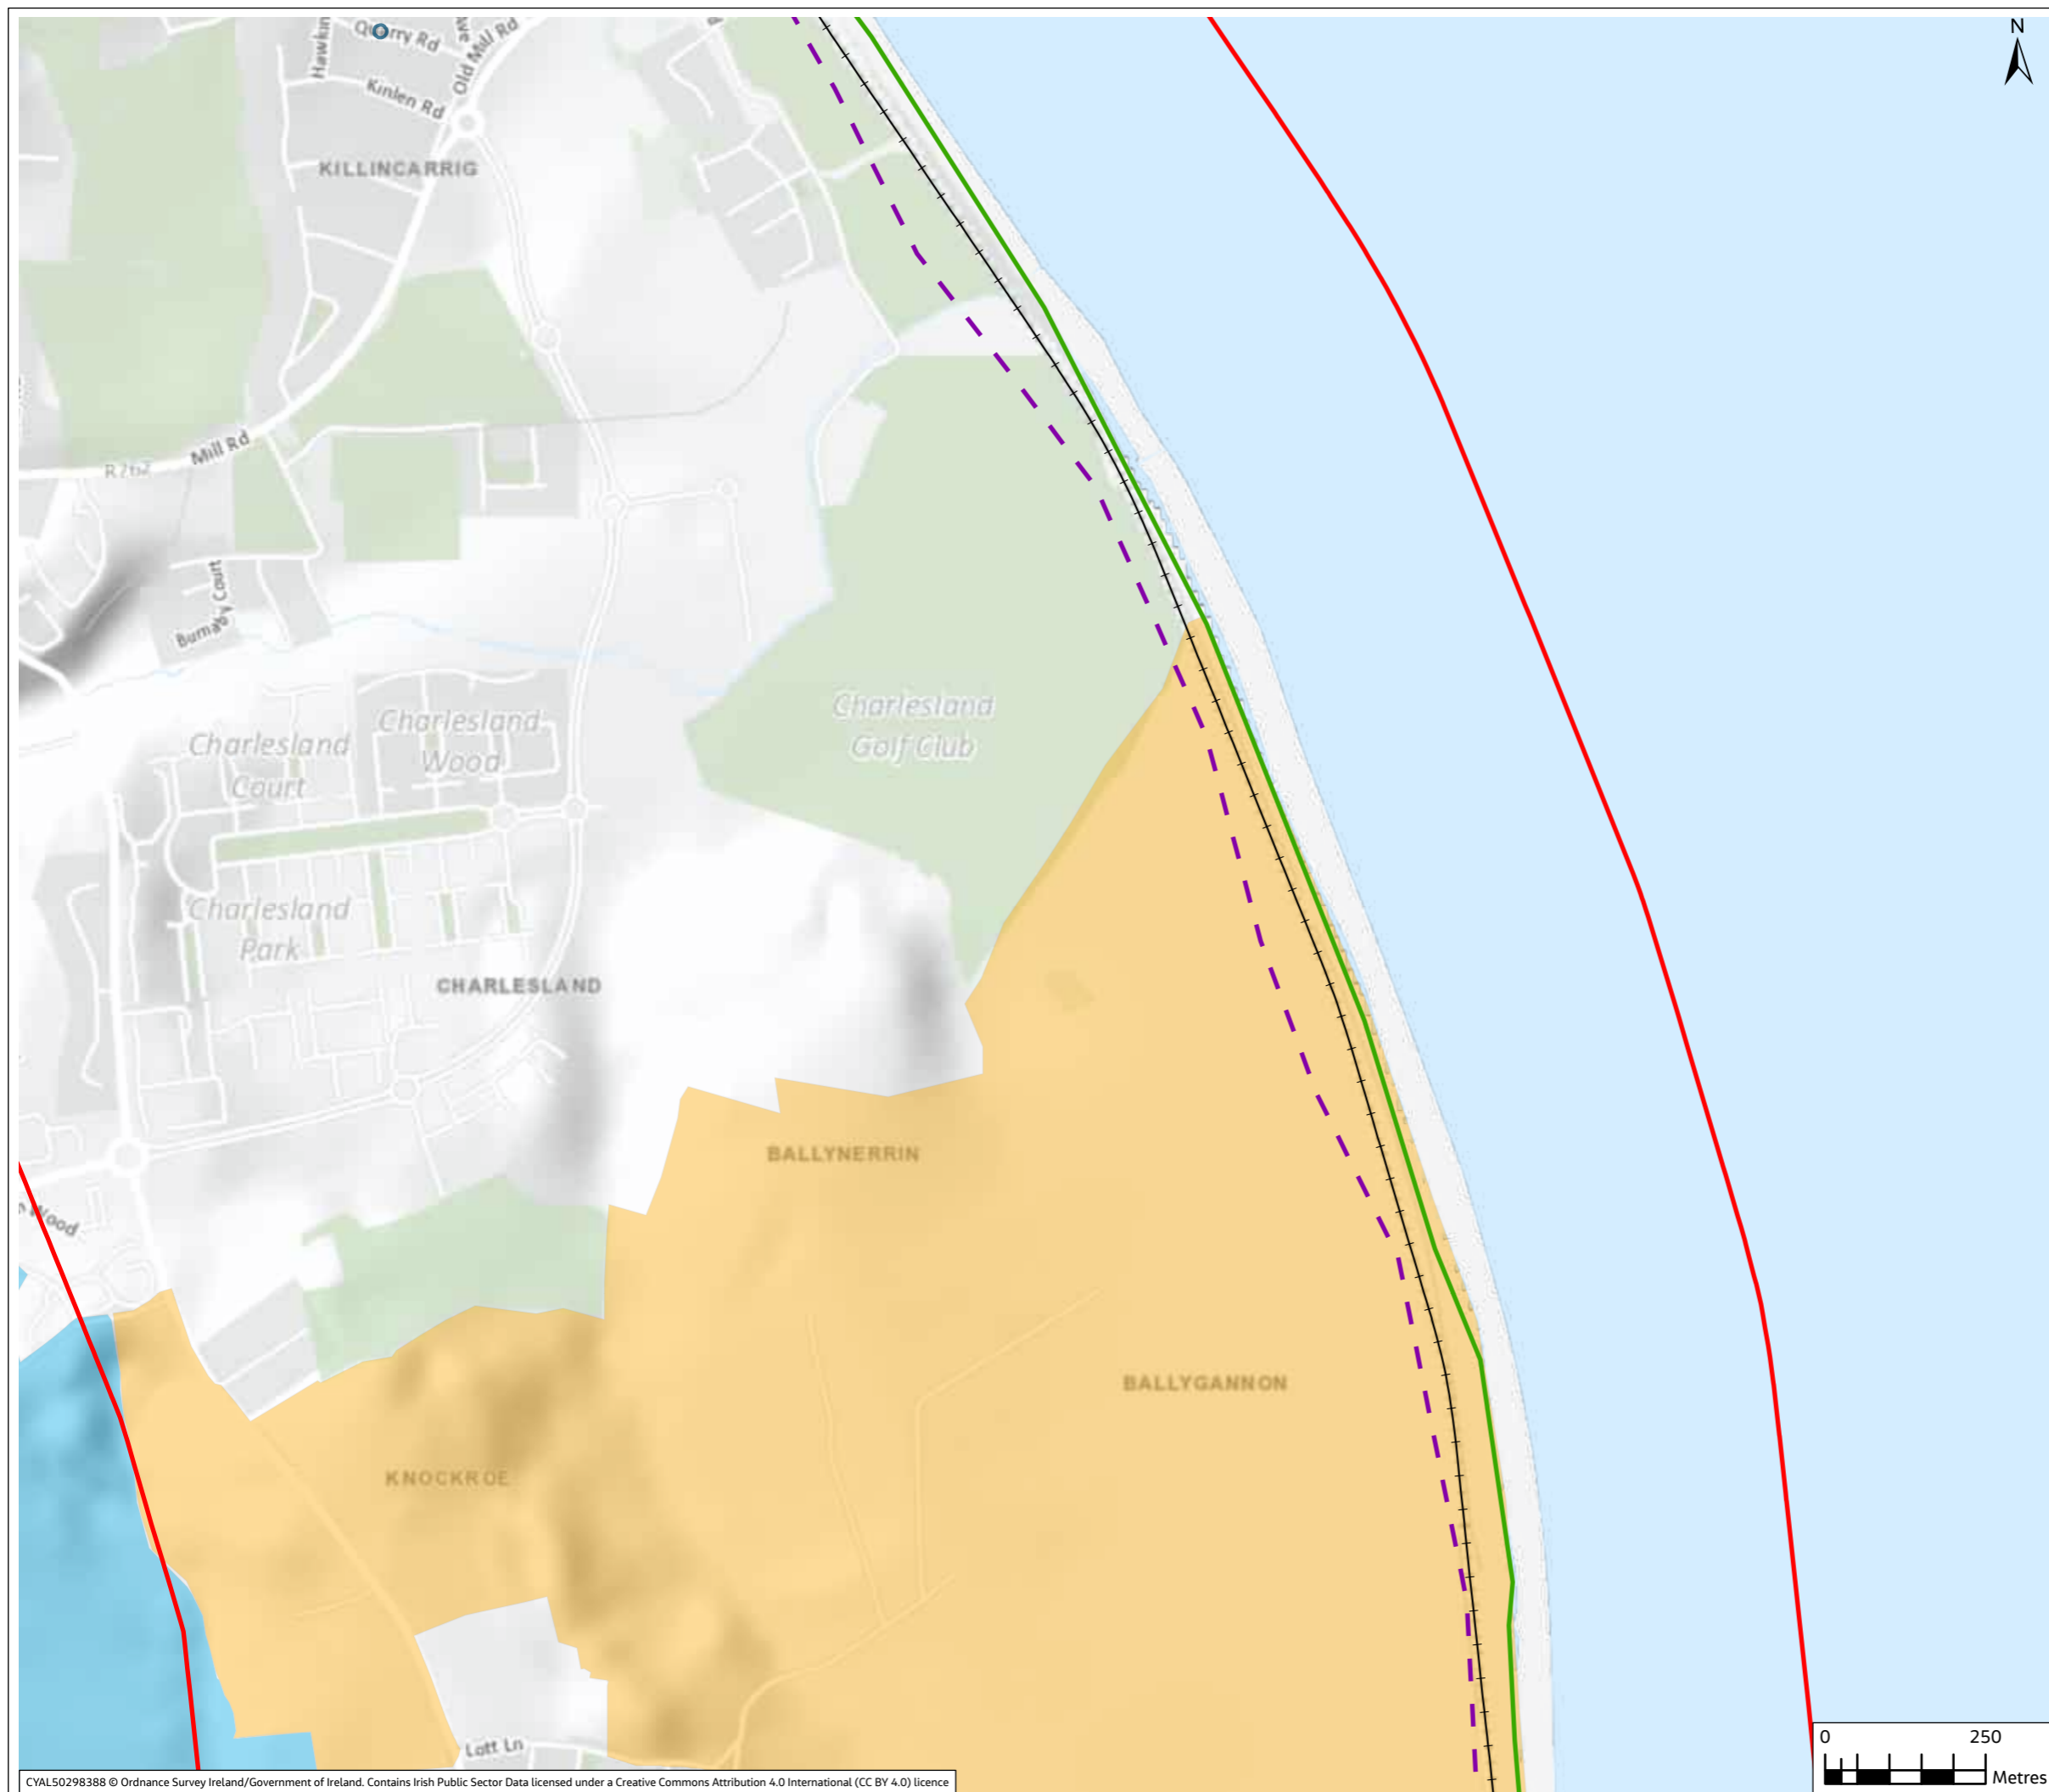 N
Quarry Rd
Old Mill Rd
Kinlen Rd
KILLINCARRIG
Mill Rd
R762
Burnaby Court
Charlesland
Wood
Charlesland
Court
Charlesland
Golf Club
Charlesland
Park
CHARLESLAND
BALLYNERRIN
Wood
BALLYGANNON
KNOCKROE
Lott Ln
0 250
Metres
CYAL50298388 © Ordnance Survey Ireland/Government of Ireland. Contains Irish Public Sector Data licensed under a Creative Commons Attribution 4.0 International (CC BY 4.0) licence